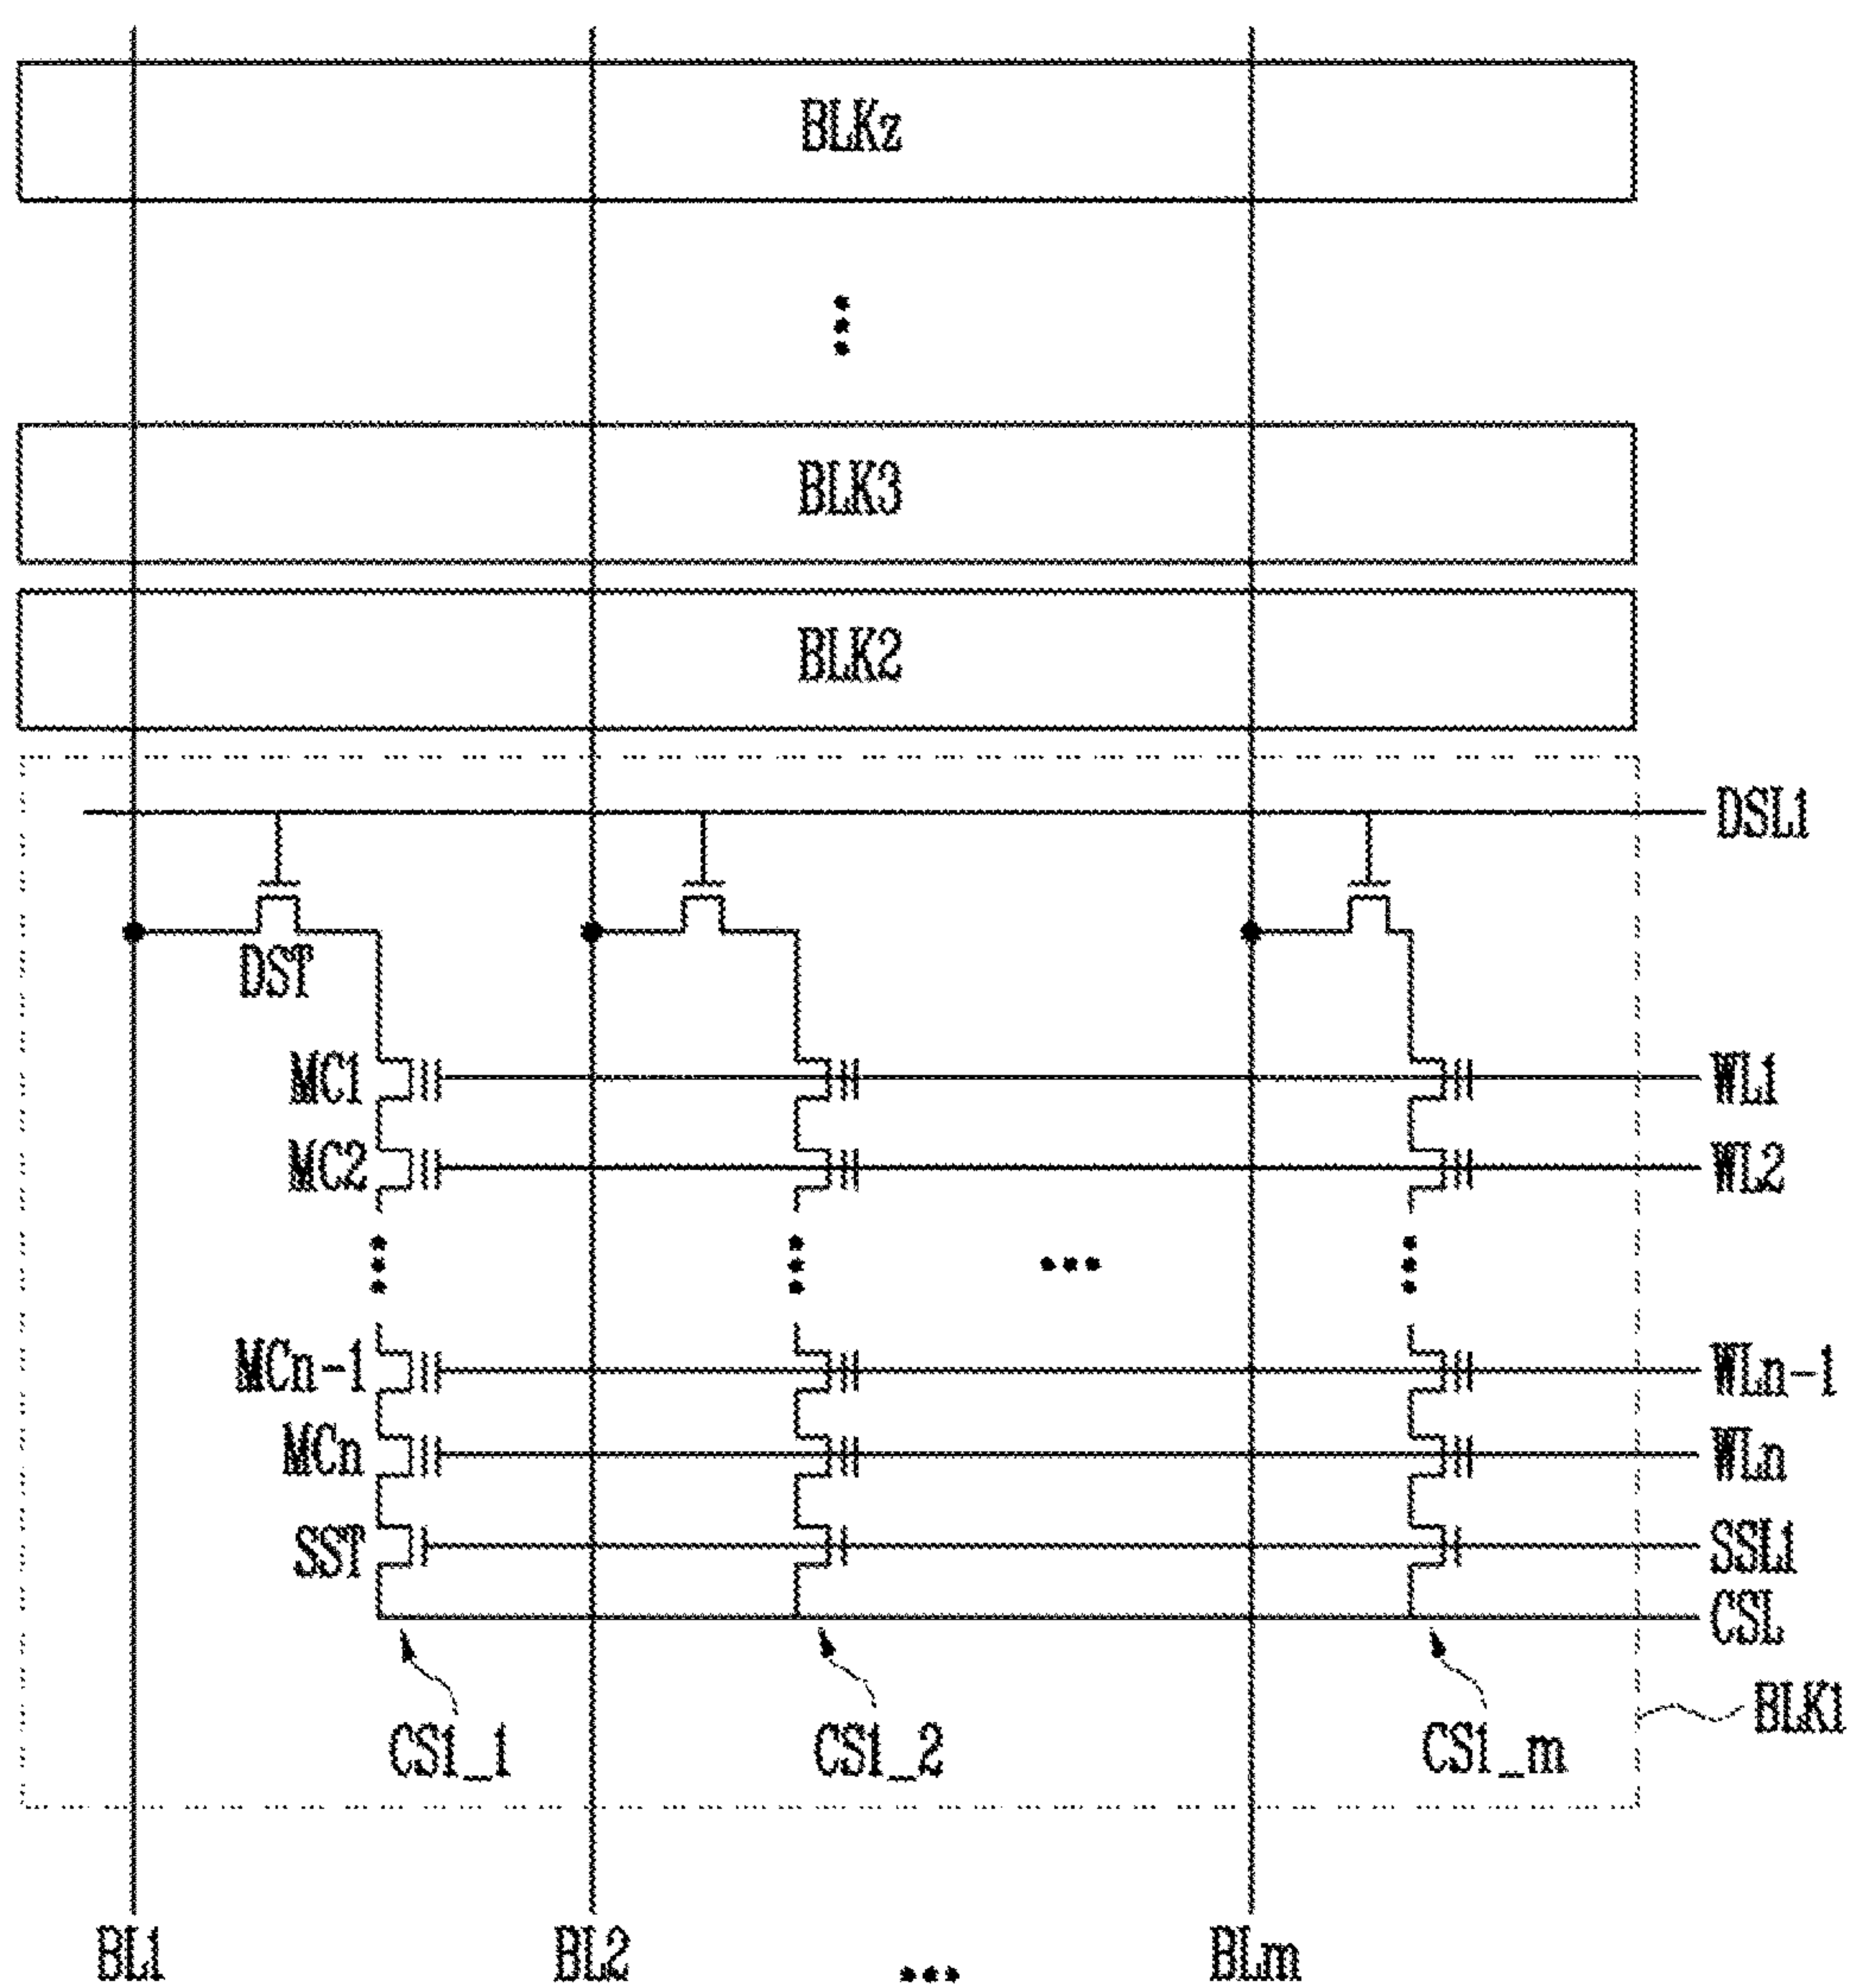 BLKz
BLK3
BLK2
DSL1
DST
MC1 WL1
MC2 WL2
MCn-1 WLn-1
MCn WLn
SST SSL1
CSL
BLK1
CS1_1 CS1_2 CS1_m
BL1 BL2 ••• BLm